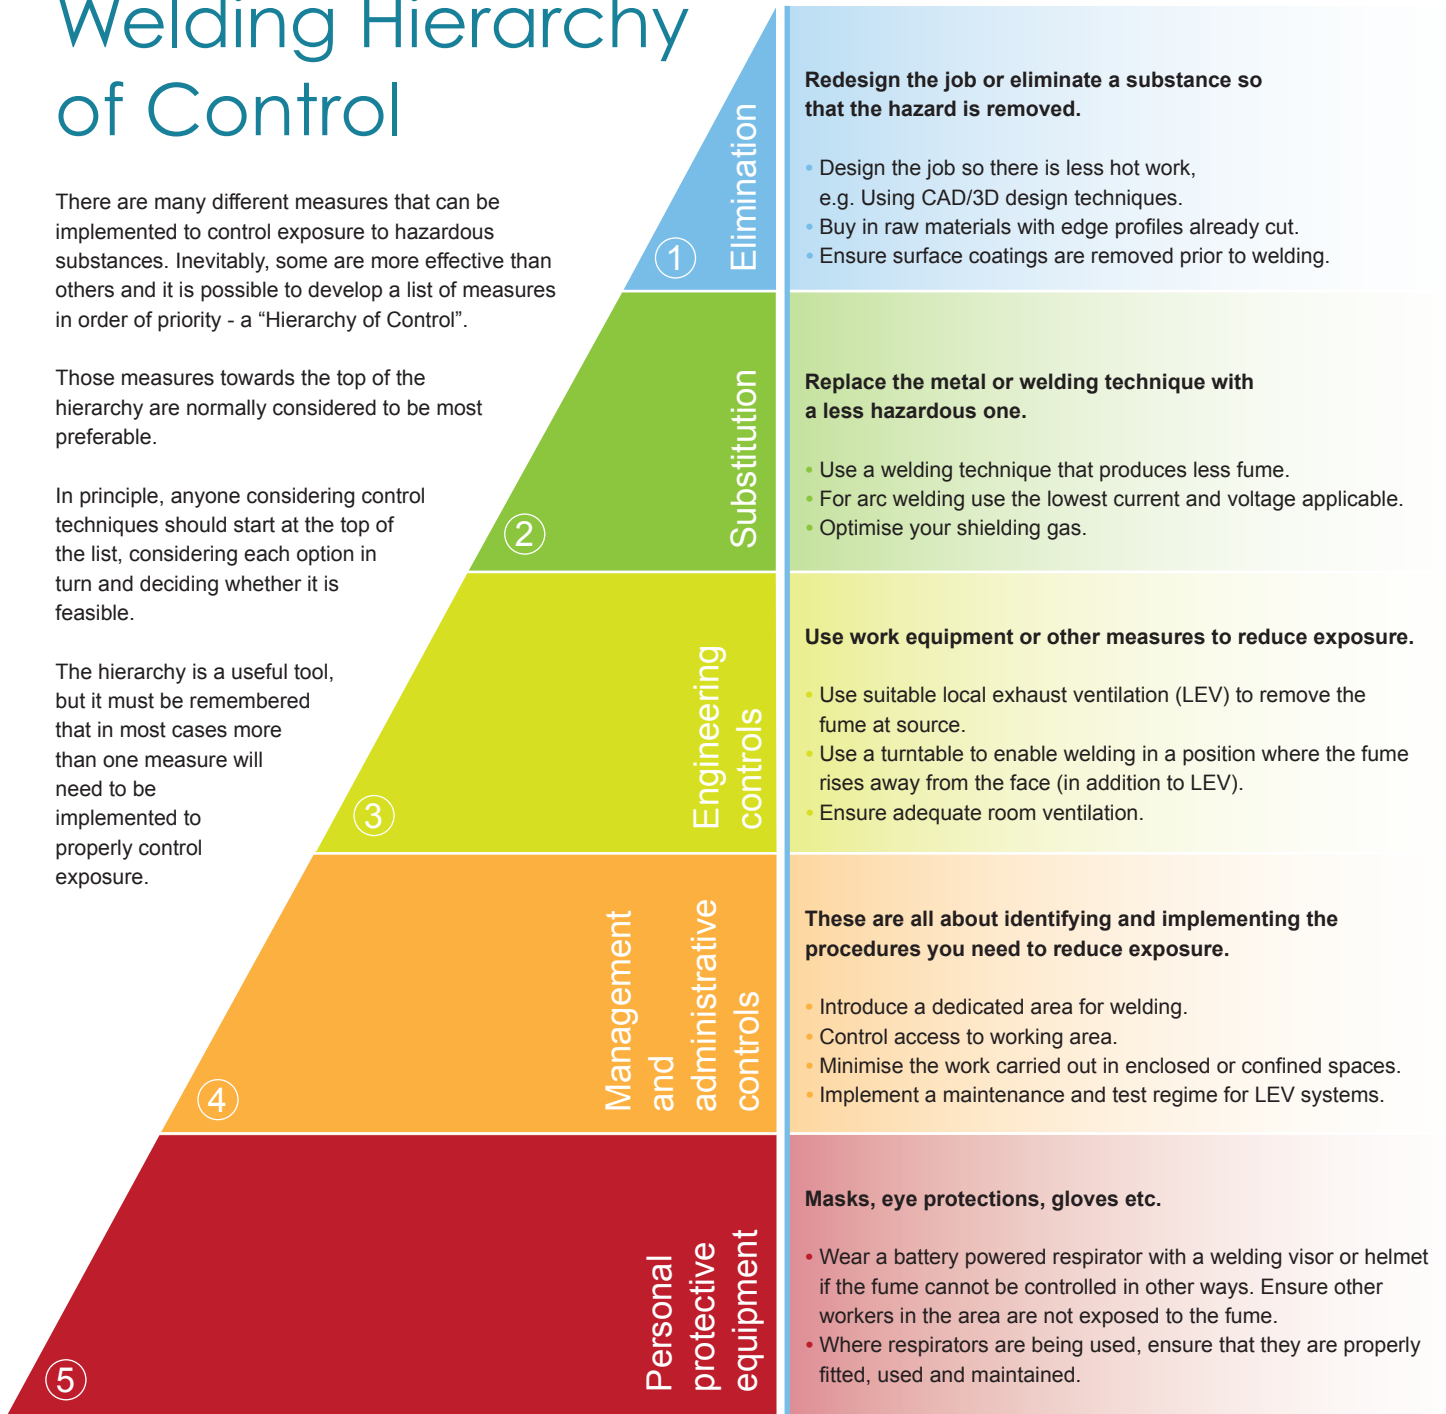 Welding Hierarchy
of Control
There are many different measures that can be
implemented to control exposure to hazardous
substances. Inevitably, some are more effective than
others and it is possible to develop a list of measures
in order of priority - a “Hierarchy of Control”.
Those measures towards the top of the
hierarchy are normally considered to be most
preferable.
In principle, anyone considering control
techniques should start at the top of
the list, considering each option in
turn and deciding whether it is
feasible.
The hierarchy is a useful tool,
but it must be remembered
that in most cases more
than one measure will
need to be
implemented to
properly control
exposure.
1
Elimination
Redesign the job or eliminate a substance so
that the hazard is removed.
• Design the job so there is less hot work,
e.g. Using CAD/3D design techniques.
• Buy in raw materials with edge profiles already cut.
• Ensure surface coatings are removed prior to welding.
2
Substitution
Replace the metal or welding technique with
a less hazardous one.
• Use a welding technique that produces less fume.
• For arc welding use the lowest current and voltage applicable.
• Optimise your shielding gas.
3
Engineering
controls
Use work equipment or other measures to reduce exposure.
• Use suitable local exhaust ventilation (LEV) to remove the
fume at source.
• Use a turntable to enable welding in a position where the fume
rises away from the face (in addition to LEV).
• Ensure adequate room ventilation.
4
Management
and
administrative
controls
These are all about identifying and implementing the
procedures you need to reduce exposure.
• Introduce a dedicated area for welding.
• Control access to working area.
• Minimise the work carried out in enclosed or confined spaces.
• Implement a maintenance and test regime for LEV systems.
5
Personal
protective
equipment
Masks, eye protections, gloves etc.
• Wear a battery powered respirator with a welding visor or helmet
if the fume cannot be controlled in other ways. Ensure other
workers in the area are not exposed to the fume.
• Where respirators are being used, ensure that they are properly
fitted, used and maintained.